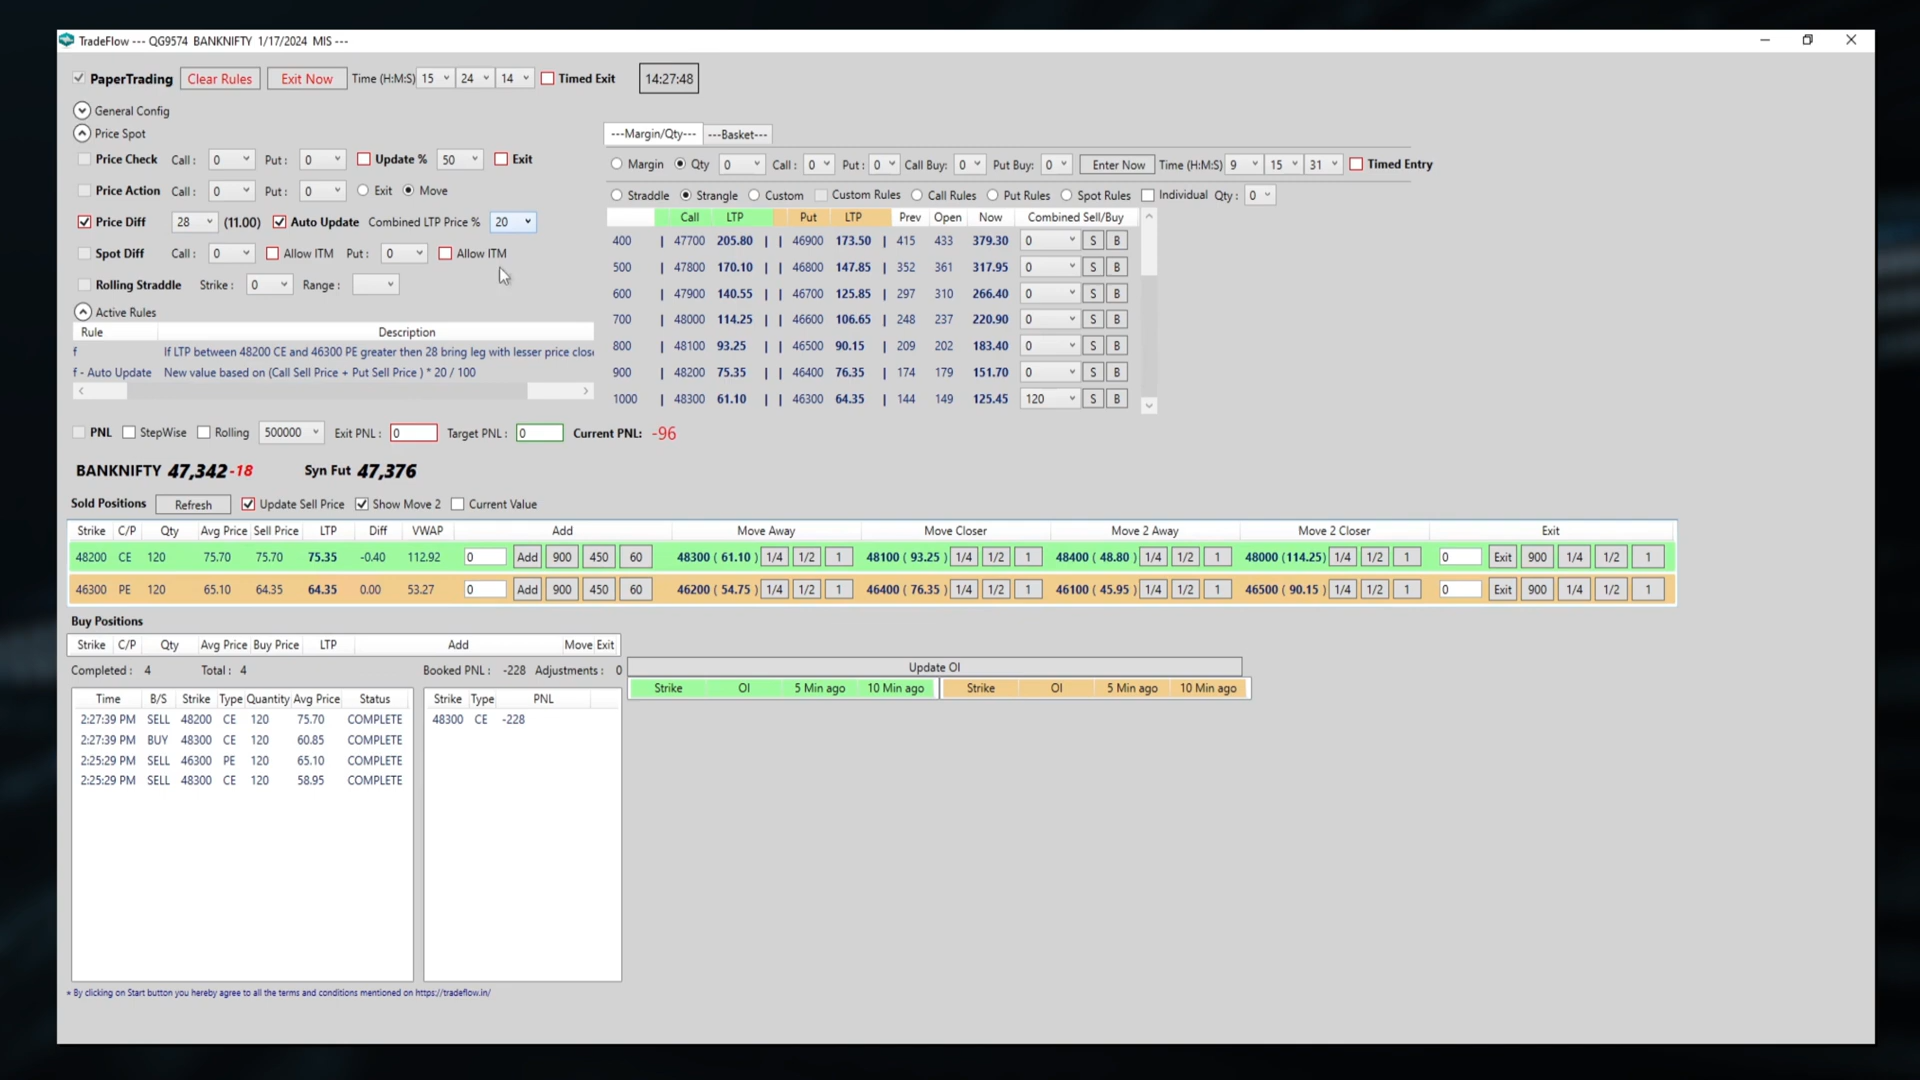 TradeFlow --- QG9574 BANKNIFTY 1/17/2024 MIS ---
PaperTrading Clear Rules Exit Now Time (H:M:S) 15 24 14 Timed Exit 14:27:48
General Config
Price Spot
Price Check Call : 0 Put : 0 Update % 50 Exit
Price Action Call : 0 Put : 0 Exit Move
Price Diff 28 (11.00) Auto Update Combined LTP Price % 20
Spot Diff Call : 0 Allow ITM Put : 0 Allow ITM
Rolling Straddle Strike : 0 Range :
Active Rules
Rule Description
f If LTP between 48200 CE and 46300 PE greater then 28 bring leg with lesser price close
f - Auto Update New value based on (Call Sell Price + Put Sell Price ) * 20 / 100
---Margin/Qty--- ---Basket---
Margin Qty 0 Call : 0 Put : 0 Call Buy: 0 Put Buy: 0 Enter Now Time (H:M:S) 9 15 31 Timed Entry
Straddle Strangle Custom Custom Rules Call Rules Put Rules Spot Rules Individual Qty : 0
Call LTP Put LTP Prev Open Now Combined Sell/Buy
400 | 47700 205.80 | | 46900 173.50 | 415 433 379.30 0 S B
500 | 47800 170.10 | | 46800 147.85 | 352 361 317.95 0 S B
600 | 47900 140.55 | | 46700 125.85 | 297 310 266.40 0 S B
700 | 48000 114.25 | | 46600 106.65 | 248 237 220.90 0 S B
800 | 48100 93.25 | | 46500 90.15 | 209 202 183.40 0 S B
900 | 48200 75.35 | | 46400 76.35 | 174 179 151.70 0 S B
1000 | 48300 61.10 | | 46300 64.35 | 144 149 125.45 120 S B
PNL StepWise Rolling 500000 Exit PNL : 0 Target PNL : 0 Current PNL: -96
BANKNIFTY 47,342 -18 Syn Fut 47,376
Sold Positions Refresh Update Sell Price Show Move 2 Current Value
Strike C/P Qty Avg Price Sell Price LTP Diff VWAP Add Move Away Move Closer Move 2 Away Move 2 Closer Exit
48200 CE 120 75.70 75.70 75.35 -0.40 112.92 0 Add 900 450 60 48300 ( 61.10 ) 1/4 1/2 1 48100 ( 93.25 ) 1/4 1/2 1 48400 ( 48.80 ) 1/4 1/2 1 48000 (114.25) 1/4 1/2 1 0 Exit 900 1/4 1/2 1
46300 PE 120 65.10 64.35 64.35 0.00 53.27 0 Add 900 450 60 46200 ( 54.75 ) 1/4 1/2 1 46400 ( 76.35 ) 1/4 1/2 1 46100 ( 45.95 ) 1/4 1/2 1 46500 ( 90.15 ) 1/4 1/2 1 0 Exit 900 1/4 1/2 1
Buy Positions
Strike C/P Qty Avg Price Buy Price LTP Add Move Exit
Completed : 4 Total : 4 Booked PNL : -228 Adjustments : 0
Time B/S Strike Type Quantity Avg Price Status
2:27:39 PM SELL 48200 CE 120 75.70 COMPLETE
2:27:39 PM BUY 48300 CE 120 60.85 COMPLETE
2:25:29 PM SELL 46300 PE 120 65.10 COMPLETE
2:25:29 PM SELL 48300 CE 120 58.95 COMPLETE
Strike Type PNL
48300 CE -228
Update OI
Strike OI 5 Min ago 10 Min ago Strike OI 5 Min ago 10 Min ago
* By clicking on Start button you hereby agree to all the terms and conditions mentioned on https://tradeflow.in/